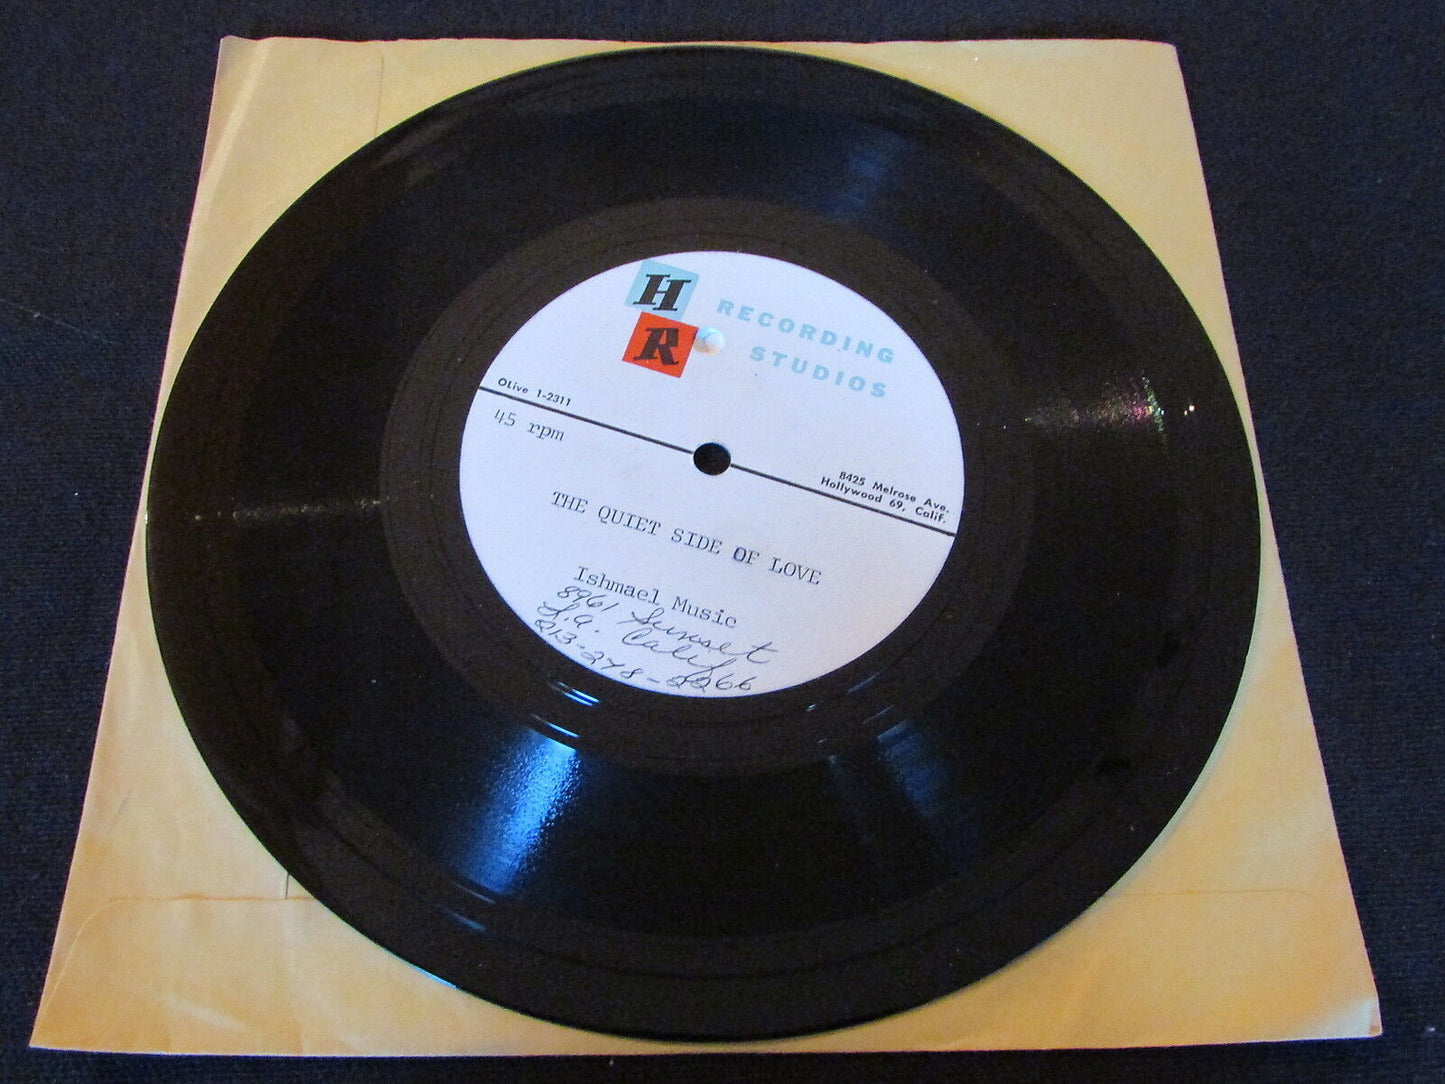 H
R
RECORDING
STUDIOS
OLive 1-2311
8425 Melrose Ave.
Hollywood 69, Calif.
45 rpm
THE QUIET SIDE OF LOVE
Ishmael Music
8961 Sunset
L.A. Calif
213-278-8266